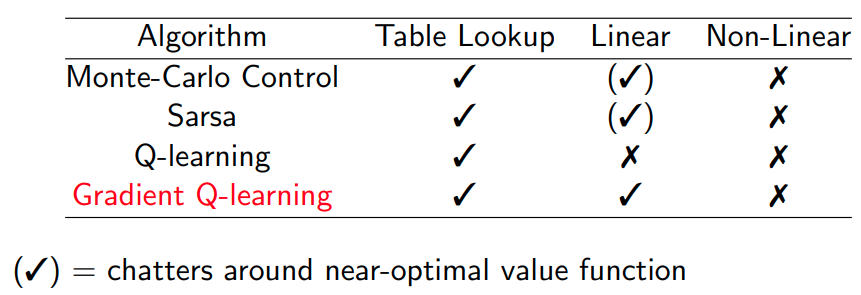 Algorithm Table Lookup Linear Non-Linear
Monte-Carlo Control ✓ (✓) ✗
Sarsa ✓ (✓) ✗
Q-learning ✓ ✗ ✗
Gradient Q-learning ✓ ✓ ✗
(✓) = chatters around near-optimal value function